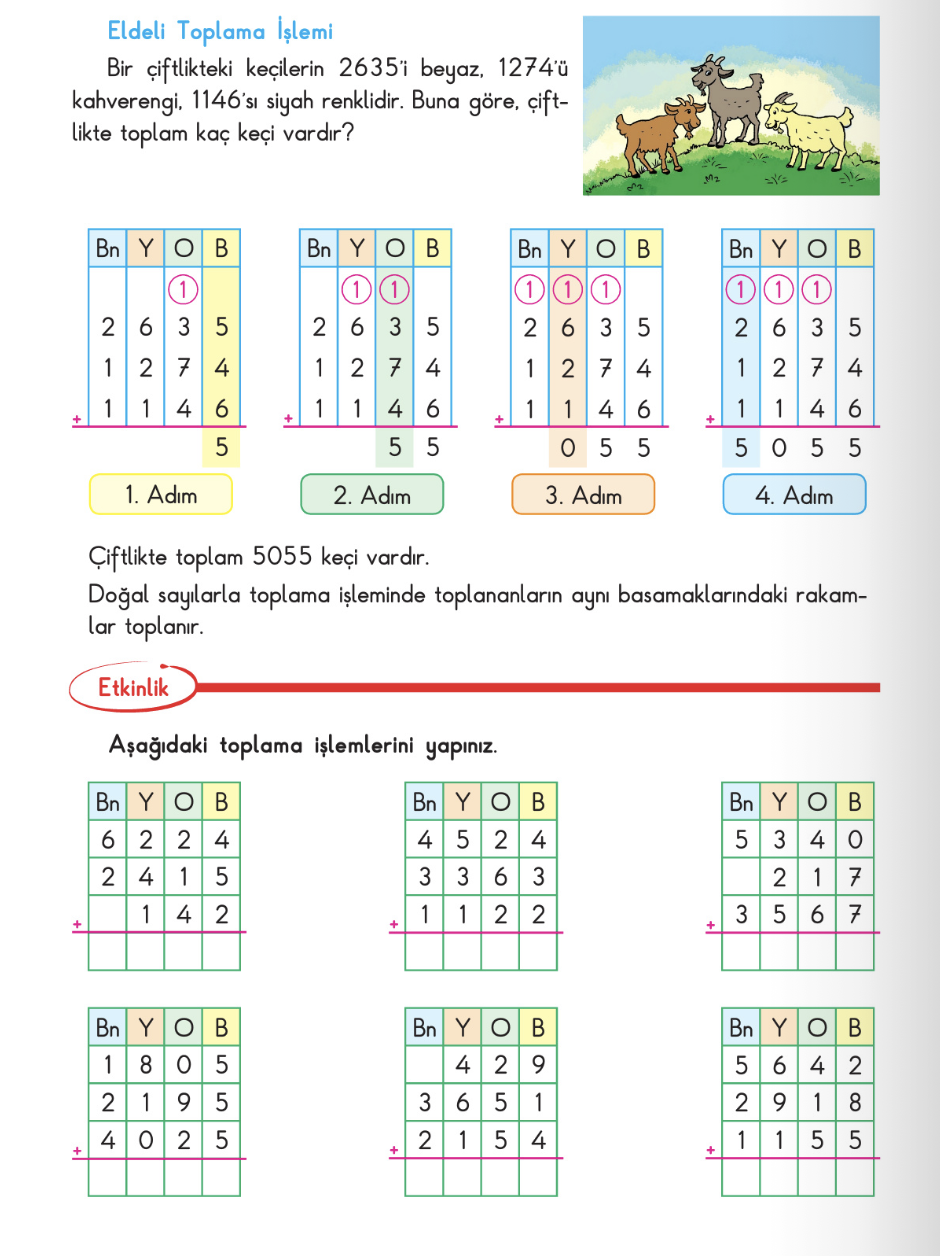 Eldeli Toplama İşlemi
Bir çiftlikteki keçilerin 2635'i beyaz, 1274'ü
kahverengi, 1146'sı siyah renklidir. Buna göre, çift-
likte toplam kaç keçi vardır?
Bn Y O B    Bn Y O B    Bn Y O B    Bn Y O B
1    1 1    1 1 1    1 1 1
2 6 3 5    2 6 3 5    2 6 3 5    2 6 3 5
1 2 7 4    1 2 7 4    1 2 7 4    1 2 7 4
+ 1 1 4 6    + 1 1 4 6    + 1 1 4 6    + 1 1 4 6
5    5 5    0 5 5    5 0 5 5
1. Adım    2. Adım    3. Adım    4. Adım
Çiftlikte toplam 5055 keçi vardır.
Doğal sayılarla toplama işleminde toplananların aynı basamaklarındaki rakam-
lar toplanır.
Etkinlik
Aşağıdaki toplama işlemlerini yapınız.
Bn Y O B    Bn Y O B    Bn Y O B
6 2 2 4    4 5 2 4    5 3 4 0
2 4 1 5    3 3 6 3    2 1 7
+ 1 4 2    + 1 1 2 2    + 3 5 6 7
Bn Y O B    Bn Y O B    Bn Y O B
1 8 0 5    4 2 9    5 6 4 2
2 1 9 5    3 6 5 1    2 9 1 8
+ 4 0 2 5    + 2 1 5 4    + 1 1 5 5